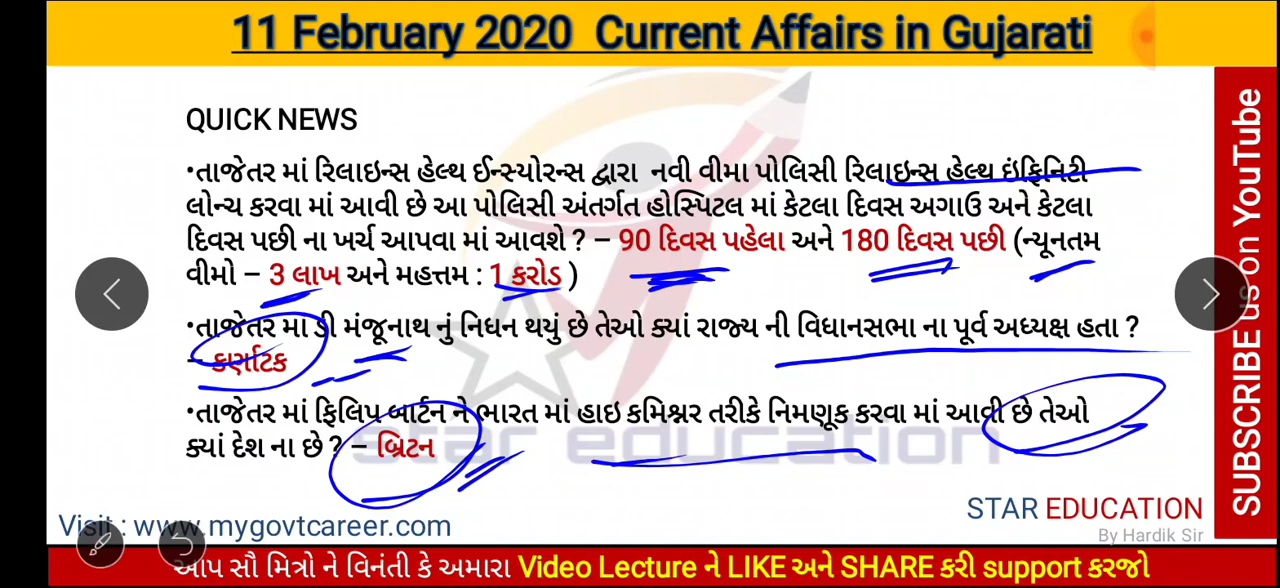 11 February 2020 Current Affairs in Gujarati
QUICK NEWS
•તાજેતર માં રિલાઇન્સ હેલ્થ ઈન્સ્યોરન્સ દ્વારા નવી વીમા પોલિસી રિલાઇન્સ હેલ્થ ઇંફિનિટી
લોન્ચ કરવા માં આવી છે આ પોલિસી અંતર્ગત હોસ્પિટલ માં કેટલા દિવસ અગાઉ અને કેટલા
દિવસ પછી ના ખર્ચ આપવા માં આવશે ? – 90 દિવસ પહેલા અને 180 દિવસ પછી (ન્યૂનતમ
વીમો – 3 લાખ અને મહત્તમ : 1 કરોડ )
•તાજેતર મા ડી મંજૂનાથ નું નિધન થયું છે તેઓ ક્યાં રાજ્ય ની વિધાનસભા ના પૂર્વ અધ્યક્ષ હતા ?
– કર્ણાટક
•તાજેતર માં ફિલિપ બાર્ટન ને ભારત માં હાઇ કમિશ્નર તરીકે નિમણૂક કરવા માં આવી છે તેઓ
ક્યાં દેશ ના છે ? – બ્રિટન
star education
STAR EDUCATION
By Hardik Sir
Visit : www.mygovtcareer.com
આપ સૌ મિત્રો ને વિનંતી કે અમારા Video Lecture ને LIKE અને SHARE કરી support કરજો
SUBSCRIBE us on YouTube